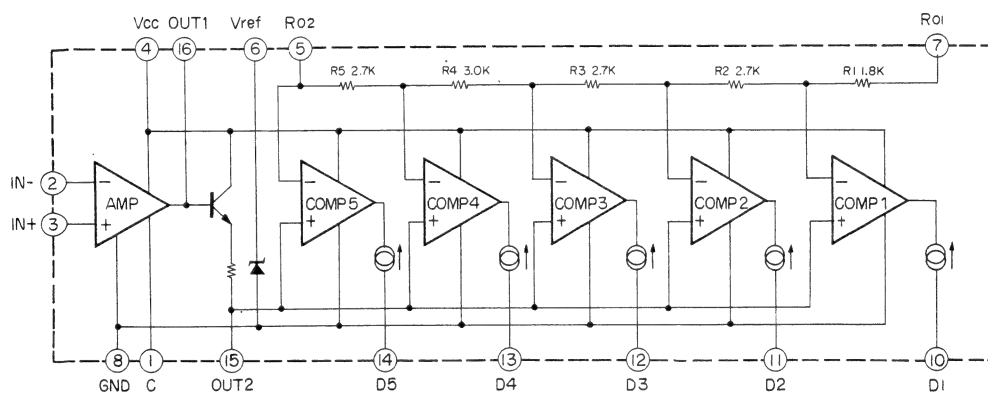 Vcc OUT1 Vref RO2 RO1
4 16 6 5 7
R5 2.7K R4 3.0K R3 2.7K R2 2.7K R1 1.8K
IN- 2
IN+ 3
- + AMP
- + COMP5
- + COMP4
- + COMP3
- + COMP2
- + COMP1
8 1 15 14 13 12 11 10
GND C OUT2 D5 D4 D3 D2 D1